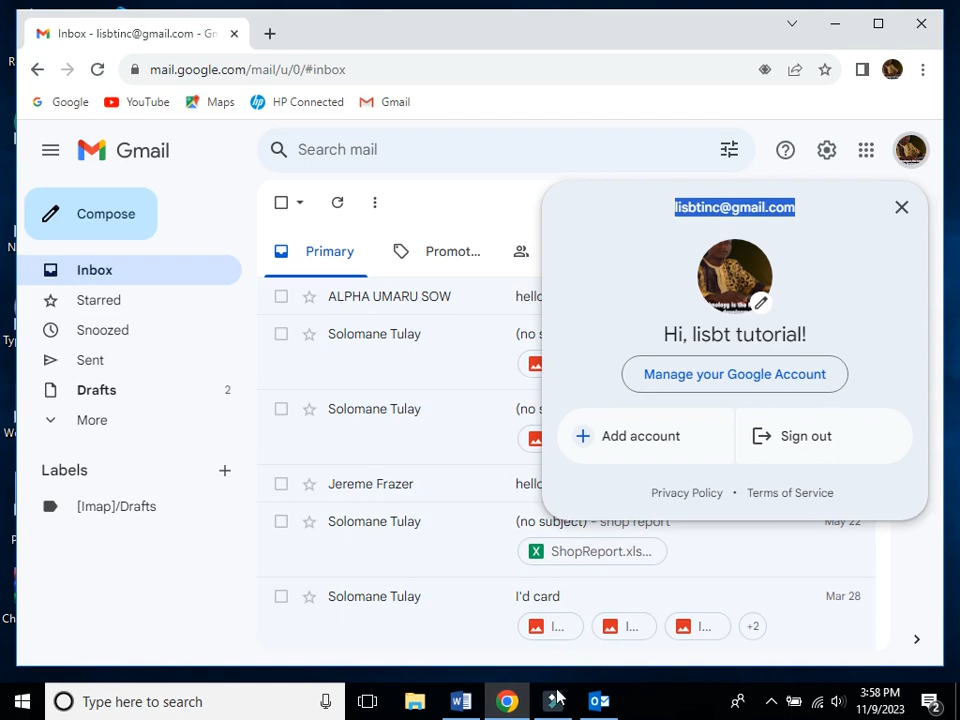 Inbox - lisbtinc@gmail.com - Gm
mail.google.com/mail/u/0/#inbox
Google YouTube Maps HP Connected Gmail
Gmail
Search mail
Compose
Inbox
Starred
Snoozed
Sent
Drafts 2
More
Labels
[Imap]/Drafts
Primary Promot...
ALPHA UMARU SOW hello
Solomane Tulay (no s
Solomane Tulay (no s
Jereme Frazer hello
Solomane Tulay (no subject) - shop report May 22
ShopReport.xls...
Solomane Tulay I'd card Mar 28
I... I... I... +2
lisbtinc@gmail.com
Hi, lisbt tutorial!
Manage your Google Account
Add account
Sign out
Privacy Policy • Terms of Service
Type here to search
3:58 PM
11/9/2023
2